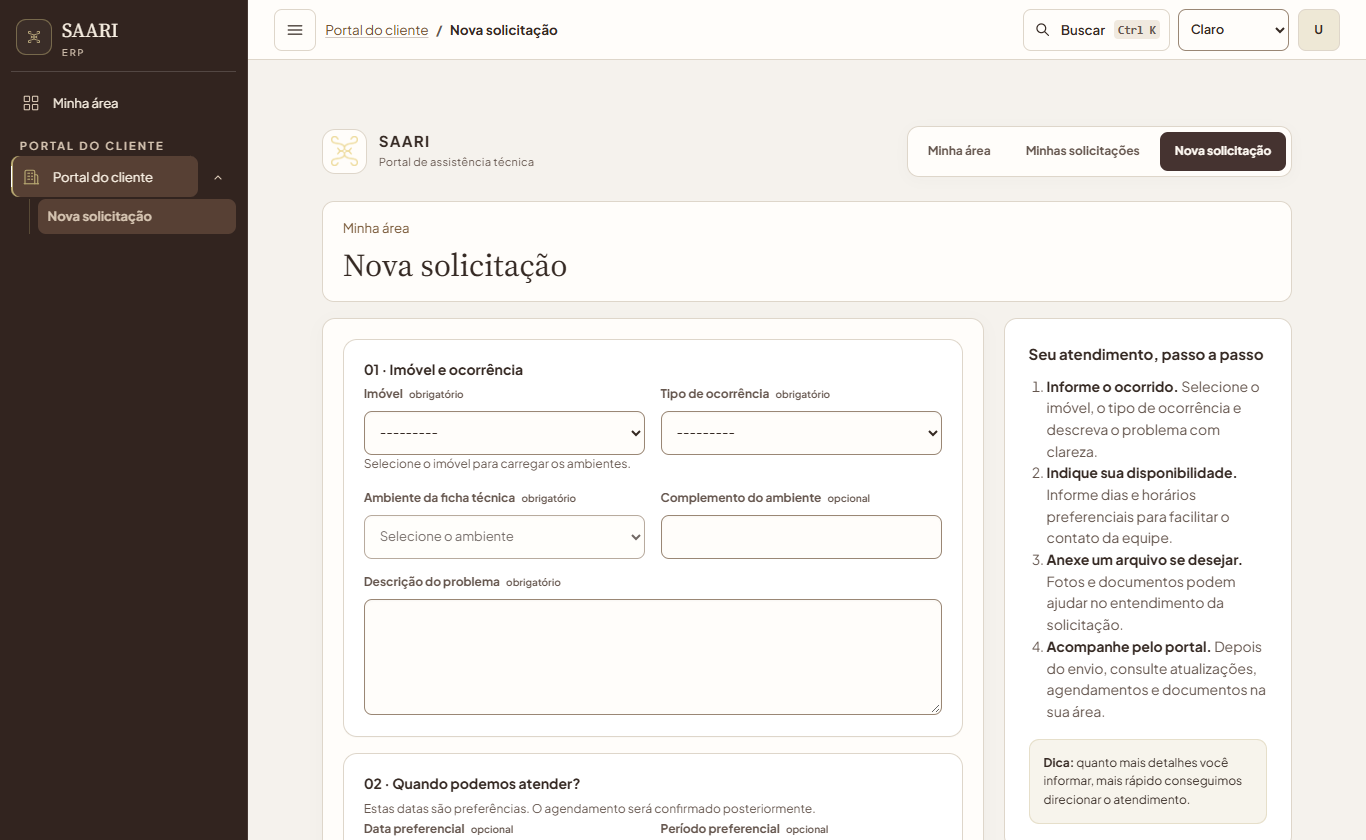 SAARI
ERP
Minha área
PORTAL DO CLIENTE
Portal do cliente
Nova solicitação
Portal do cliente / Nova solicitação
Buscar Ctrl K
Claro
U
SAARI
Portal de assistência técnica
Minha área
Minhas solicitações
Nova solicitação
Minha área
Nova solicitação
01 · Imóvel e ocorrência
Imóvel obrigatório
Tipo de ocorrência obrigatório
---------
---------
Selecione o imóvel para carregar os ambientes.
Ambiente da ficha técnica obrigatório
Complemento do ambiente opcional
Selecione o ambiente
Descrição do problema obrigatório
02 · Quando podemos atender?
Estas datas são preferências. O agendamento será confirmado posteriormente.
Data preferencial opcional
Período preferencial opcional
Seu atendimento, passo a passo
1. Informe o ocorrido. Selecione o
imóvel, o tipo de ocorrência e
descreva o problema com
clareza.
2. Indique sua disponibilidade.
Informe dias e horários
preferenciais para facilitar o
contato da equipe.
3. Anexe um arquivo se desejar.
Fotos e documentos podem
ajudar no entendimento da
solicitação.
4. Acompanhe pelo portal. Depois
do envio, consulte atualizações,
agendamentos e documentos na
sua área.
Dica: quanto mais detalhes você
informar, mais rápido conseguimos
direcionar o atendimento.